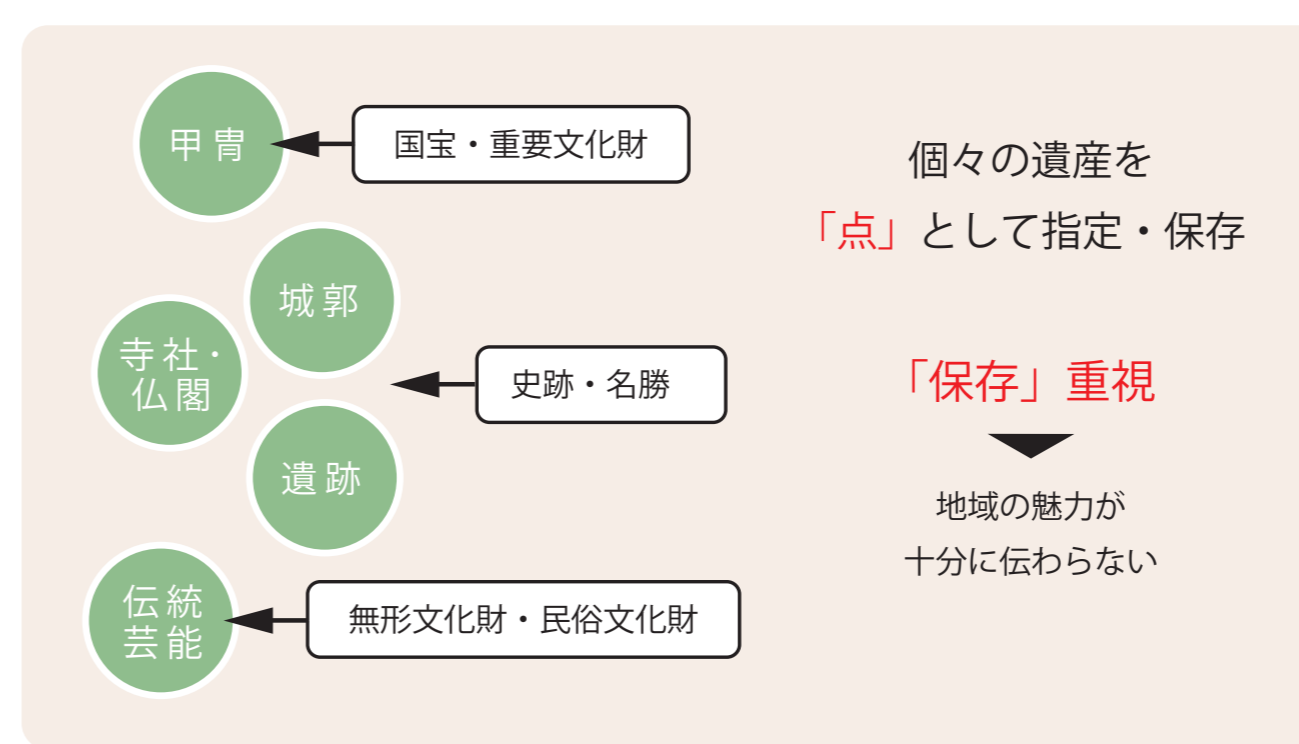 甲冑
国宝・重要文化財
城郭
寺社・
仏閣
史跡・名勝
遺跡
伝統
芸能
無形文化財・民俗文化財
個々の遺産を
「点」として指定・保存
「保存」重視
地域の魅力が
十分に伝わらない